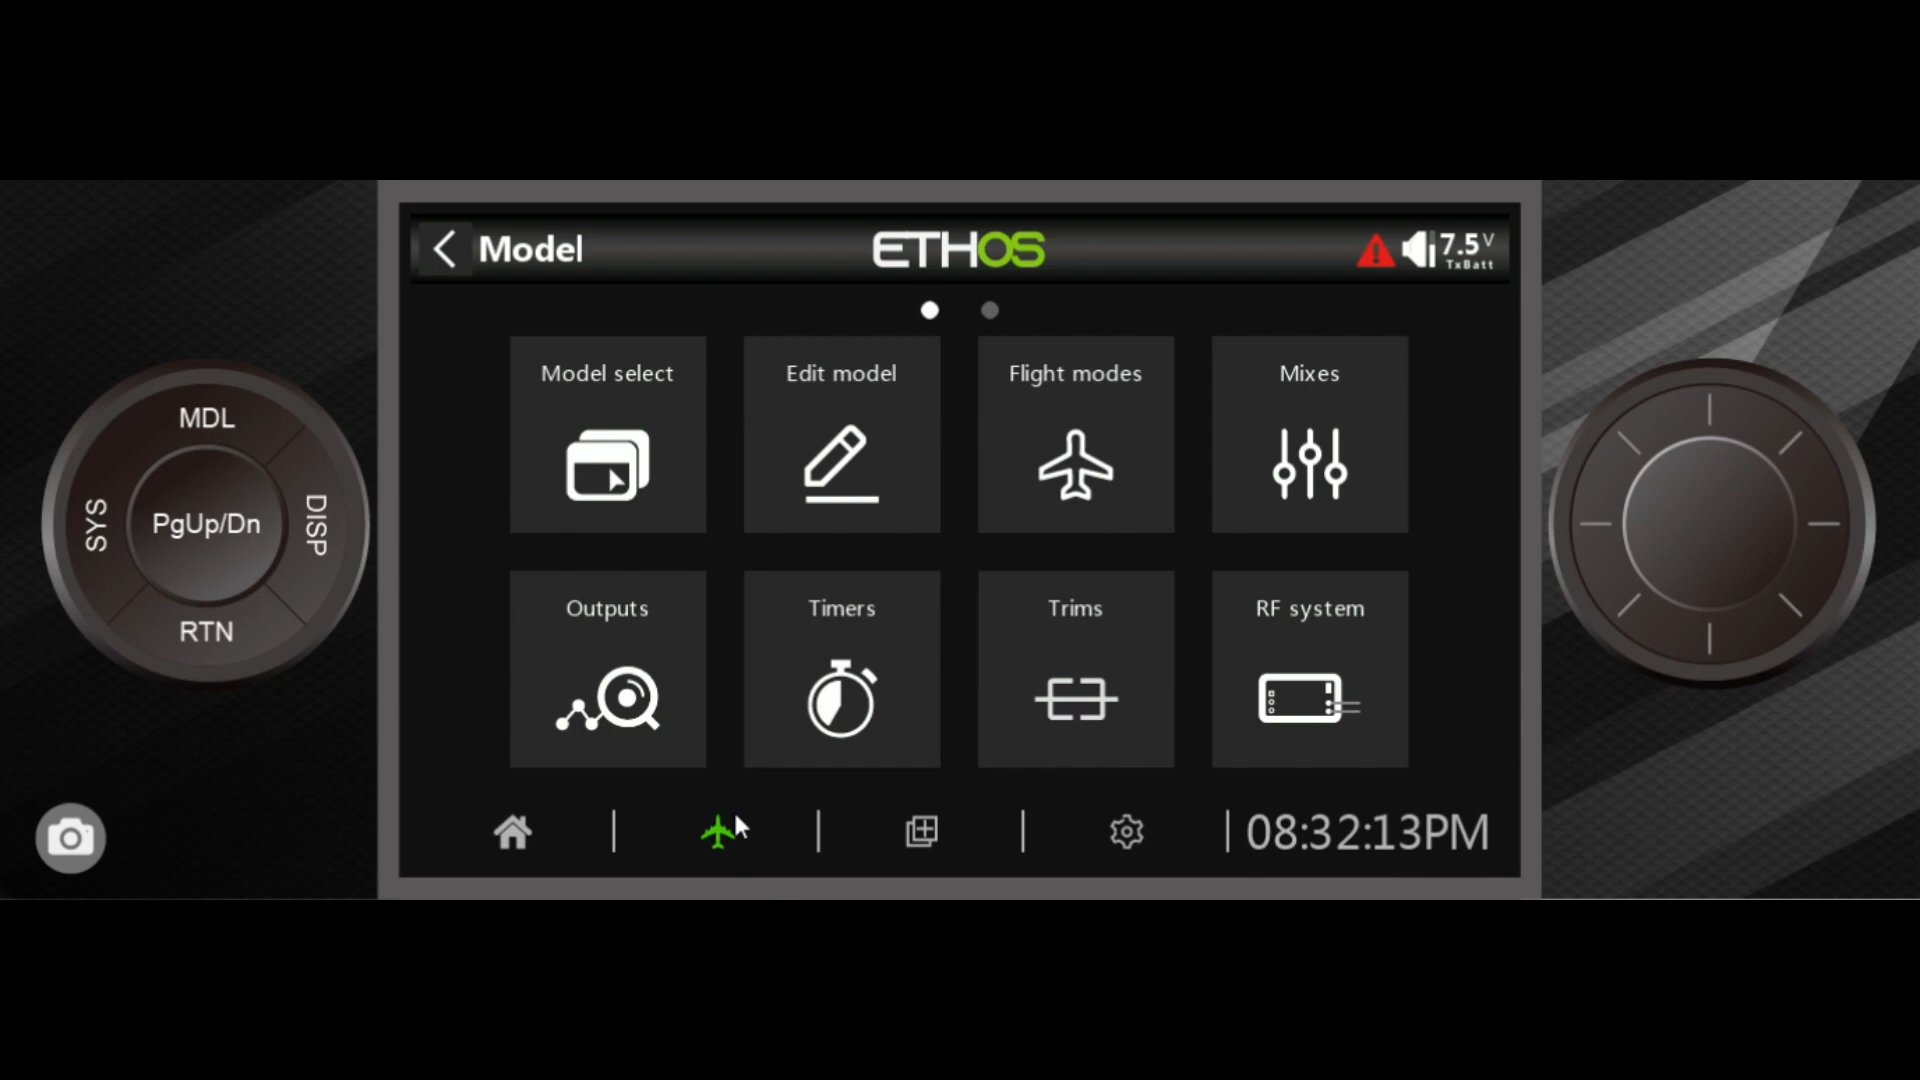 Model
ETHOS
7.5V
TxBatt
Model select
Edit model
Flight modes
Mixes
MDL
SYS
PgUp/Dn
DISP
RTN
Outputs
Timers
Trims
RF system
08:32:13PM